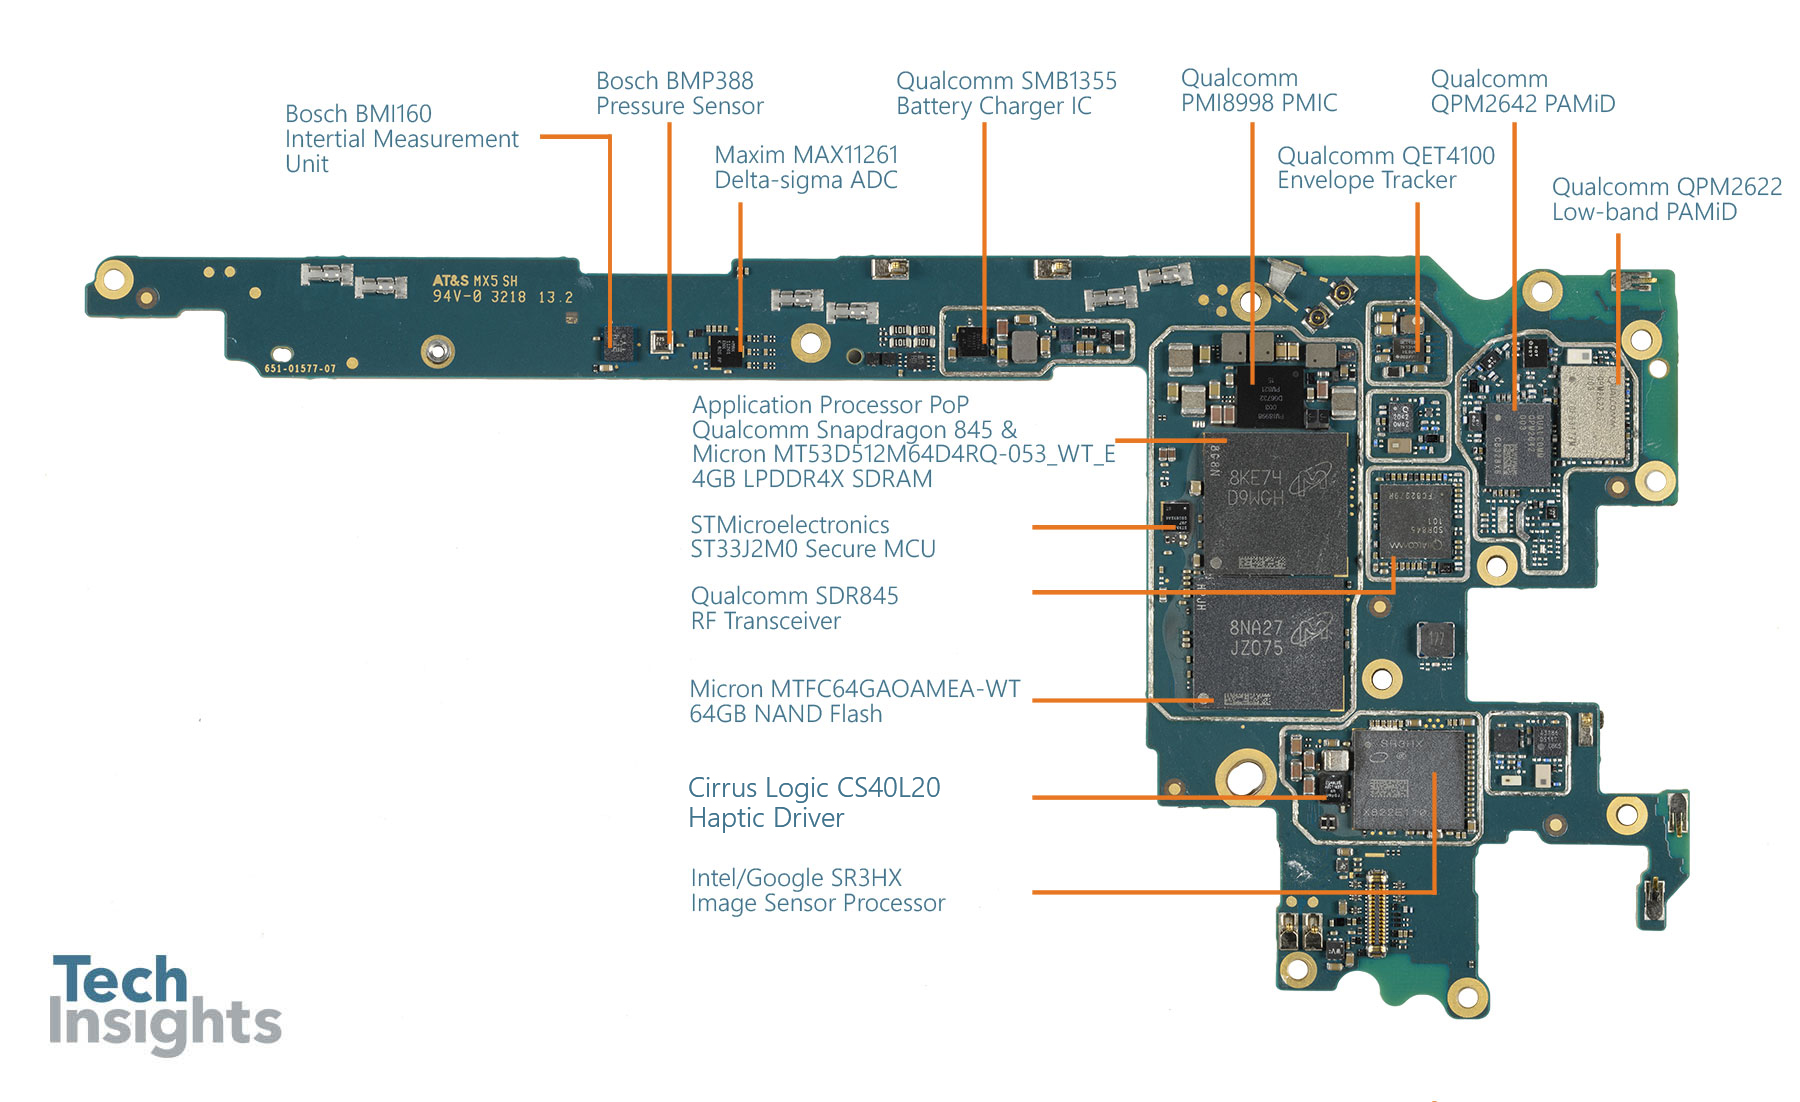 Bosch BMI160
Intertial Measurement
Unit
Bosch BMP388
Pressure Sensor
Maxim MAX11261
Delta-sigma ADC
Qualcomm SMB1355
Battery Charger IC
Qualcomm
PMI8998 PMIC
Qualcomm QET4100
Envelope Tracker
Qualcomm
QPM2642 PAMiD
Qualcomm QPM2622
Low-band PAMiD
AT&S MX5 SH
94V-0 3218 13.2
651-01577-07
Application Processor PoP
Qualcomm Snapdragon 845 &
Micron MT53D512M64D4RQ-053_WT_E
4GB LPDDR4X SDRAM
STMicroelectronics
ST33J2M0 Secure MCU
Qualcomm SDR845
RF Transceiver
Micron MTFC64GAOAMEA-WT
64GB NAND Flash
Cirrus Logic CS40L20
Haptic Driver
Intel/Google SR3HX
Image Sensor Processor
8KE74
D9WGH
8NA27
JZ075
SDR845
101
SR3HX
Tech
Insights